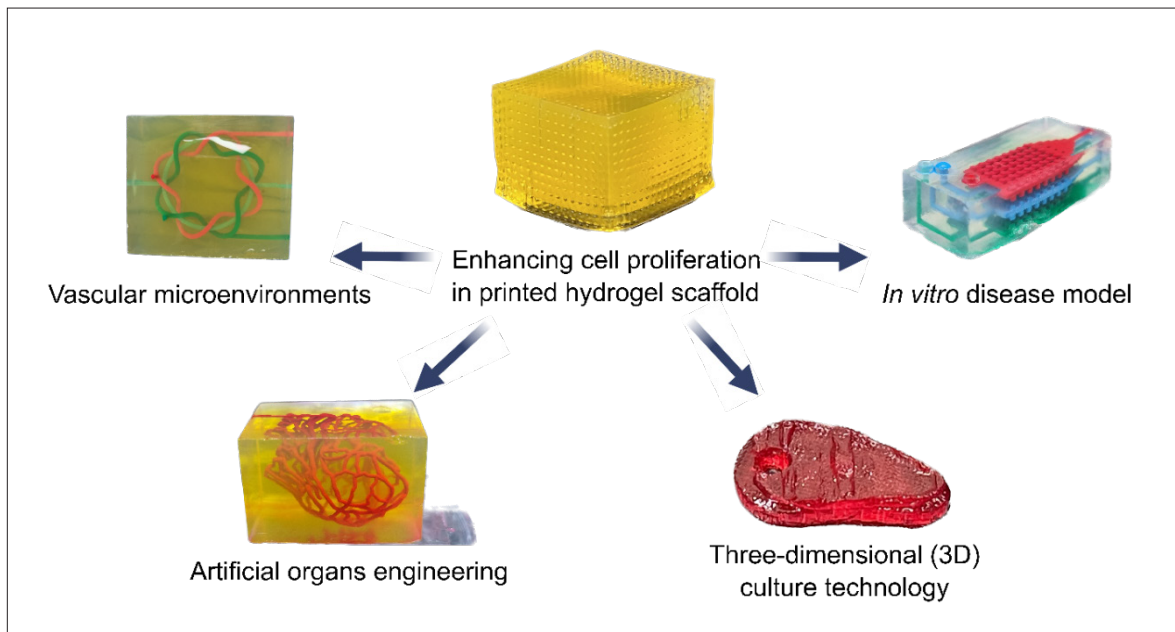 Enhancing cell proliferation
in printed hydrogel scaffold
Vascular microenvironments
In vitro disease model
Artificial organs engineering
Three-dimensional (3D)
culture technology